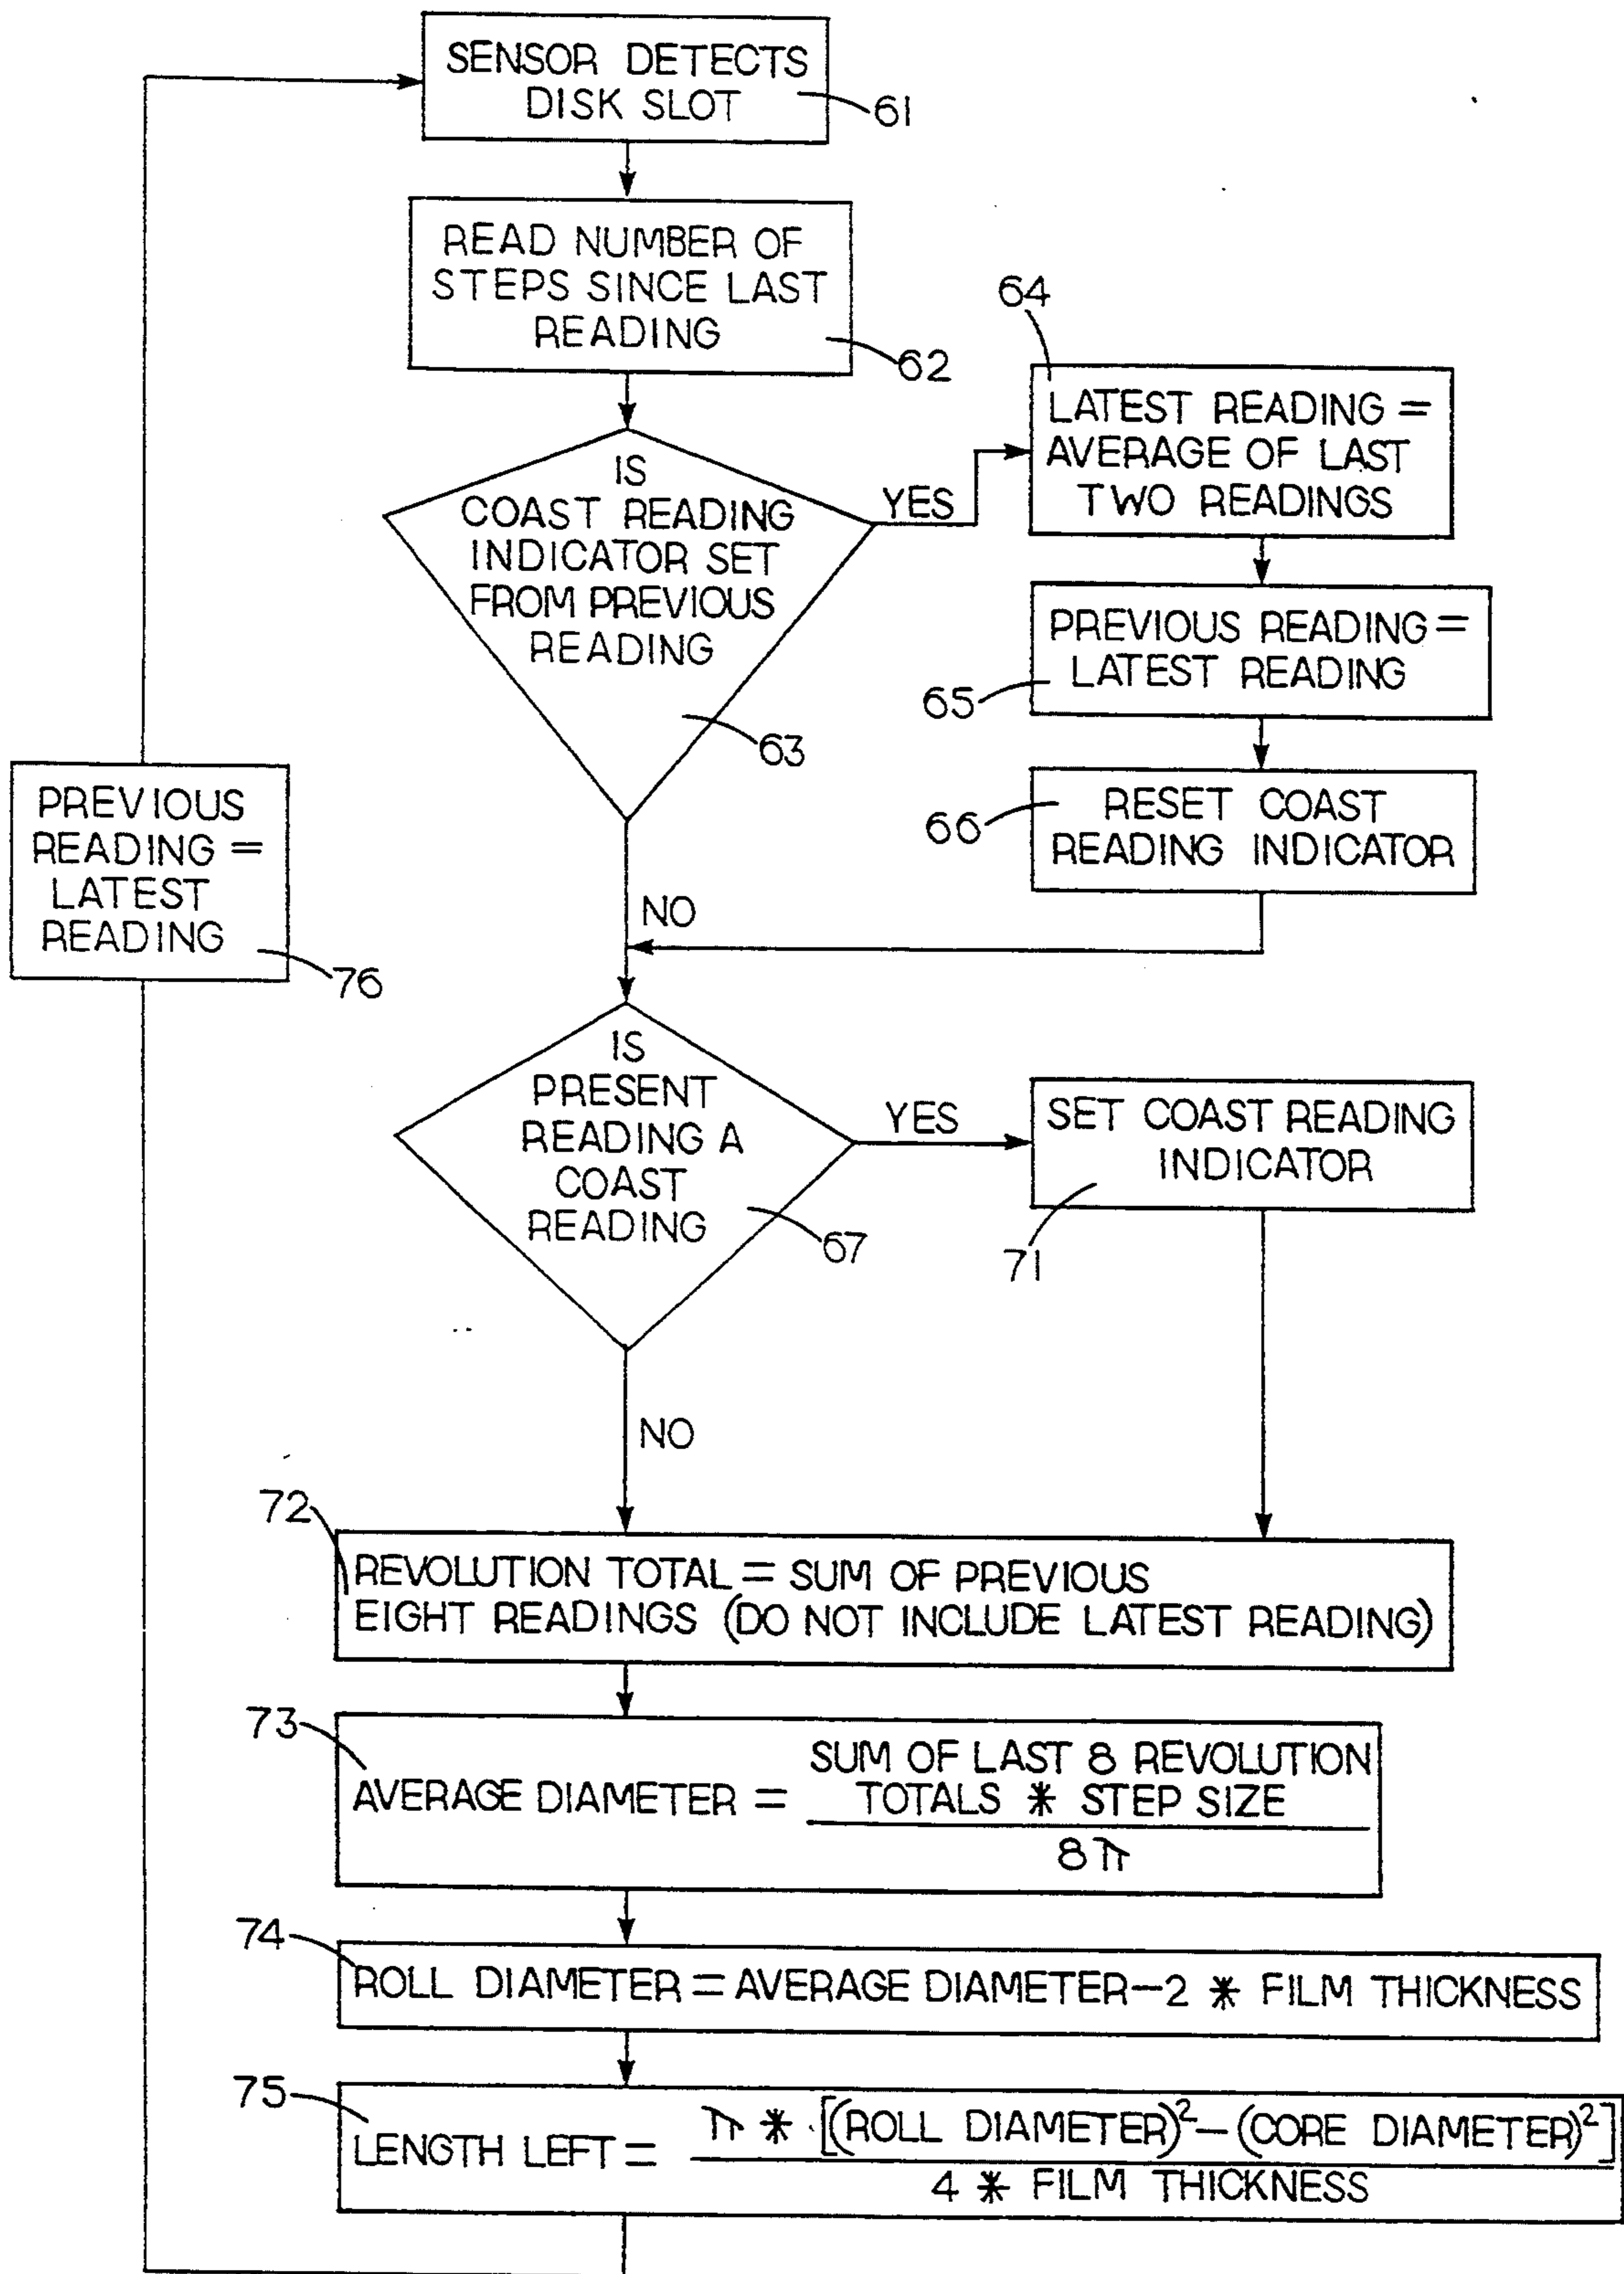 SENSOR DETECTS
DISK SLOT
61
READ NUMBER OF
STEPS SINCE LAST
READING
62
IS
COAST READING
INDICATOR SET
FROM PREVIOUS
READING
63
YES
64
LATEST READING =
AVERAGE OF LAST
TWO READINGS
PREVIOUS READING =
LATEST READING
65
RESET COAST
READING INDICATOR
66
NO
PREVIOUS
READING =
LATEST
READING
76
IS
PRESENT
READING A
COAST
READING
67
YES
SET COAST READING
INDICATOR
71
NO
72
REVOLUTION TOTAL = SUM OF PREVIOUS
EIGHT READINGS (DO NOT INCLUDE LATEST READING)
73
AVERAGE DIAMETER = SUM OF LAST 8 REVOLUTION
TOTALS * STEP SIZE
8π
74
ROLL DIAMETER = AVERAGE DIAMETER-2 * FILM THICKNESS
75
LENGTH LEFT = π * [(ROLL DIAMETER)²-(CORE DIAMETER)²]
4 * FILM THICKNESS